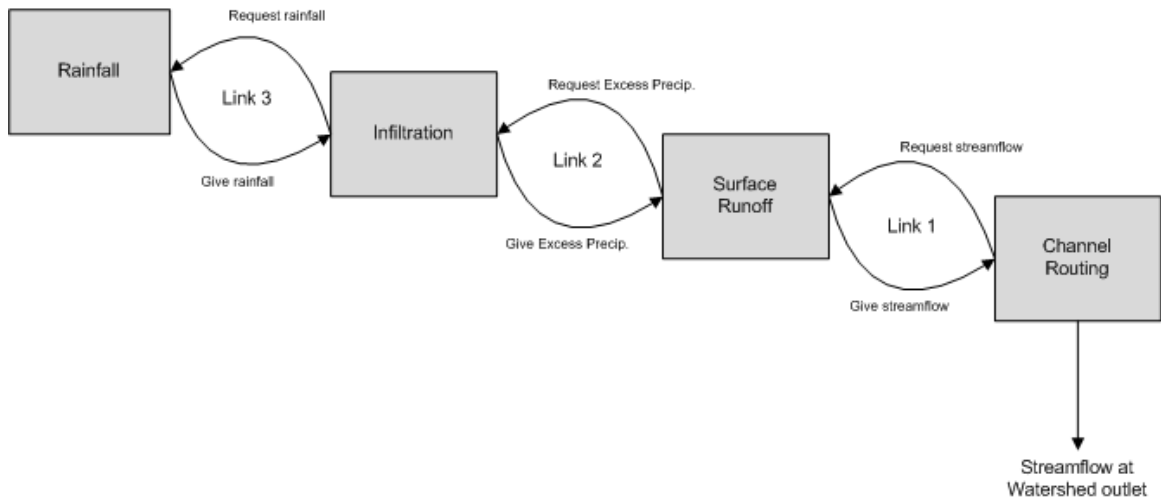 Request rainfall
Rainfall
Link 3
Give rainfall
Request Excess Precip.
Infiltration
Link 2
Give Excess Precip.
Request streamflow
Surface
Runoff
Link 1
Give streamflow
Channel
Routing
Streamflow at
Watershed outlet